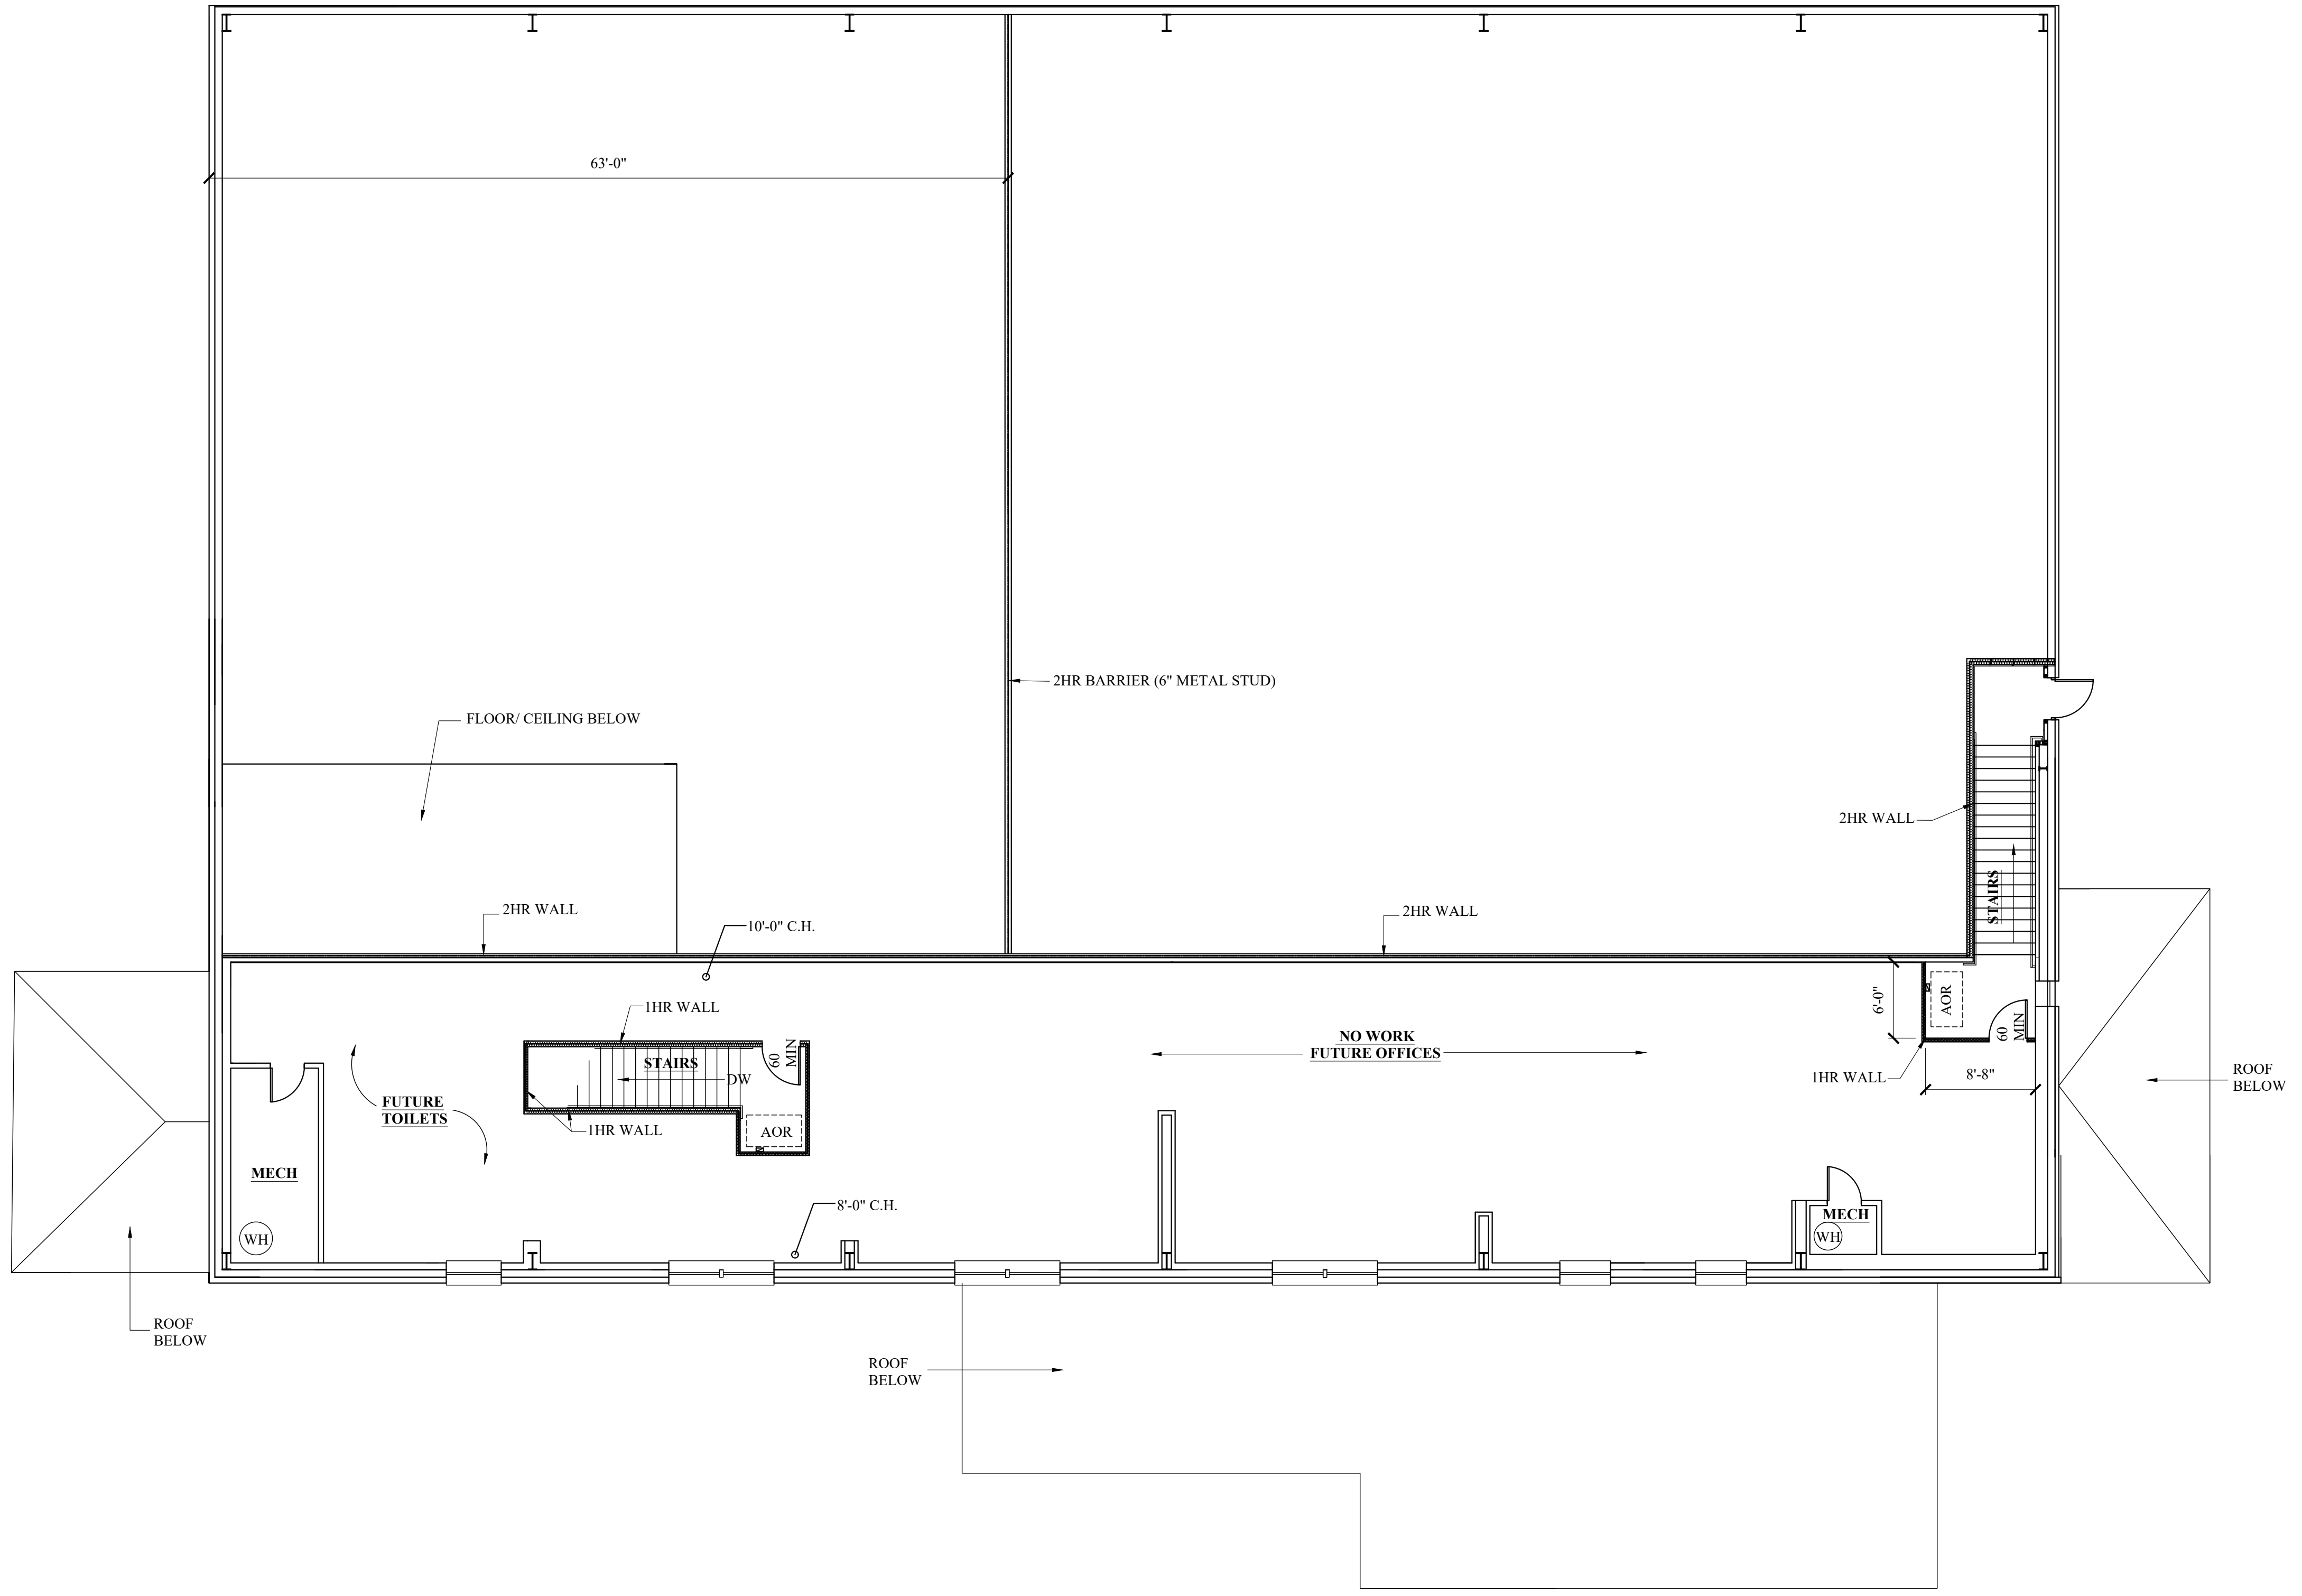 63'-0"
2HR BARRIER (6" METAL STUD)
FLOOR/ CEILING BELOW
2HR WALL
STAIRS
2HR WALL
10'-0" C.H.
2HR WALL
1HR WALL
STAIRS
DW
60
MIN
AOR
1HR WALL
NO WORK
FUTURE OFFICES
6'-0"
AOR
60
MIN
1HR WALL
8'-8"
ROOF
BELOW
FUTURE
TOILETS
MECH
WH
8'-0" C.H.
MECH
WH
ROOF
BELOW
ROOF
BELOW